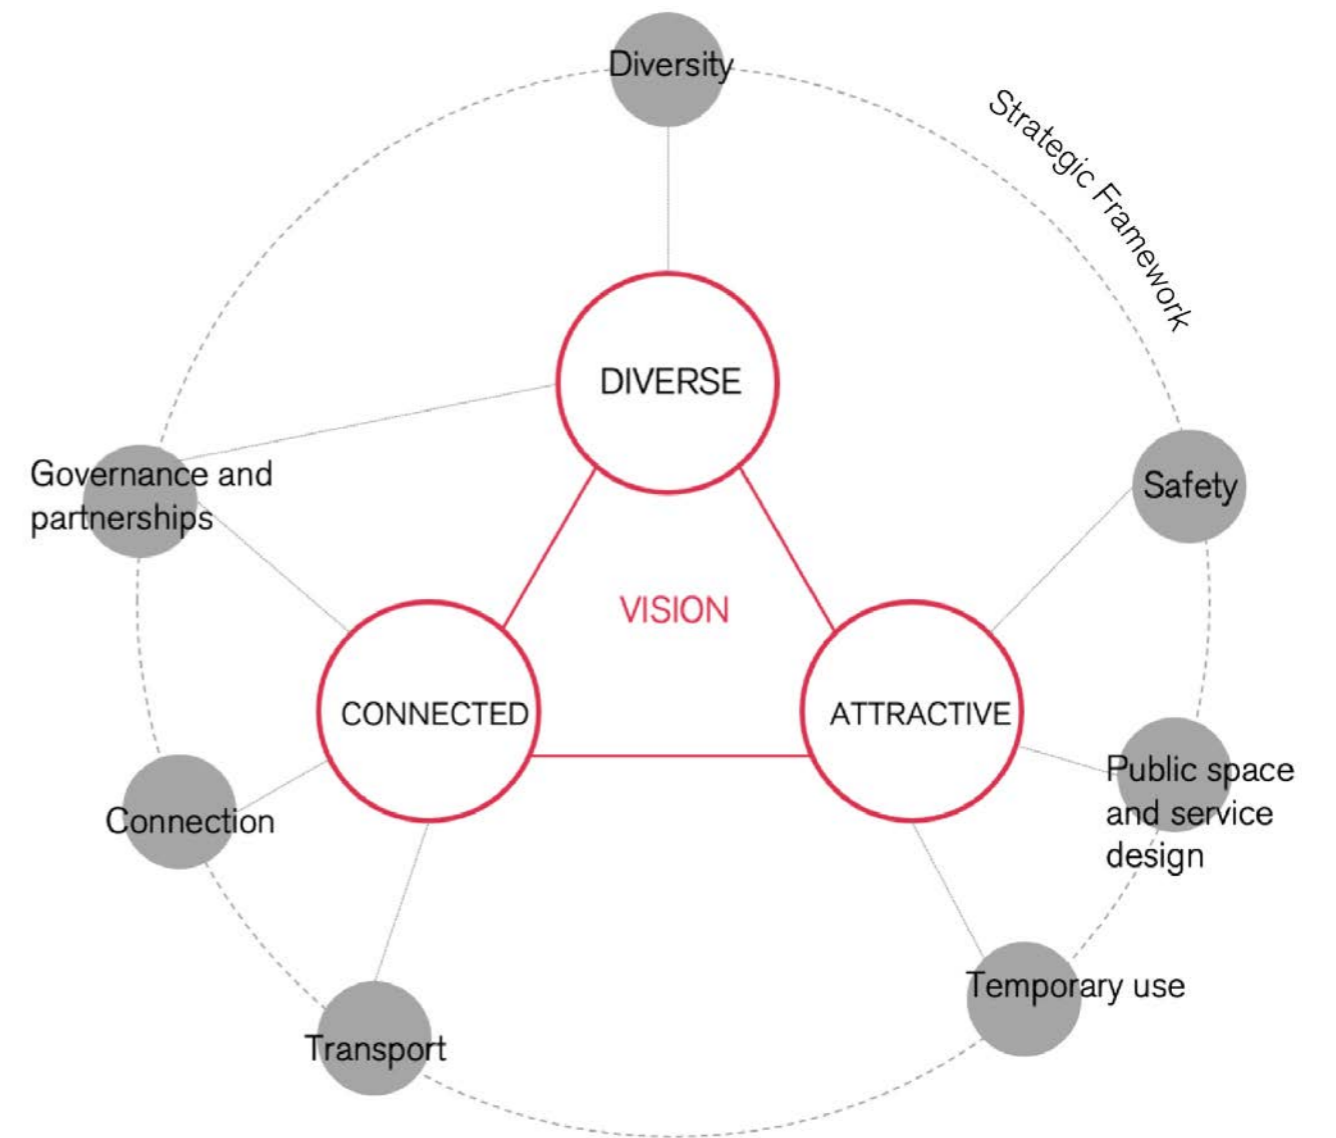 Diversity
Strategic Framework
DIVERSE
Governance and
partnerships
Safety
VISION
CONNECTED
ATTRACTIVE
Public space
and service
design
Connection
Temporary use
Transport